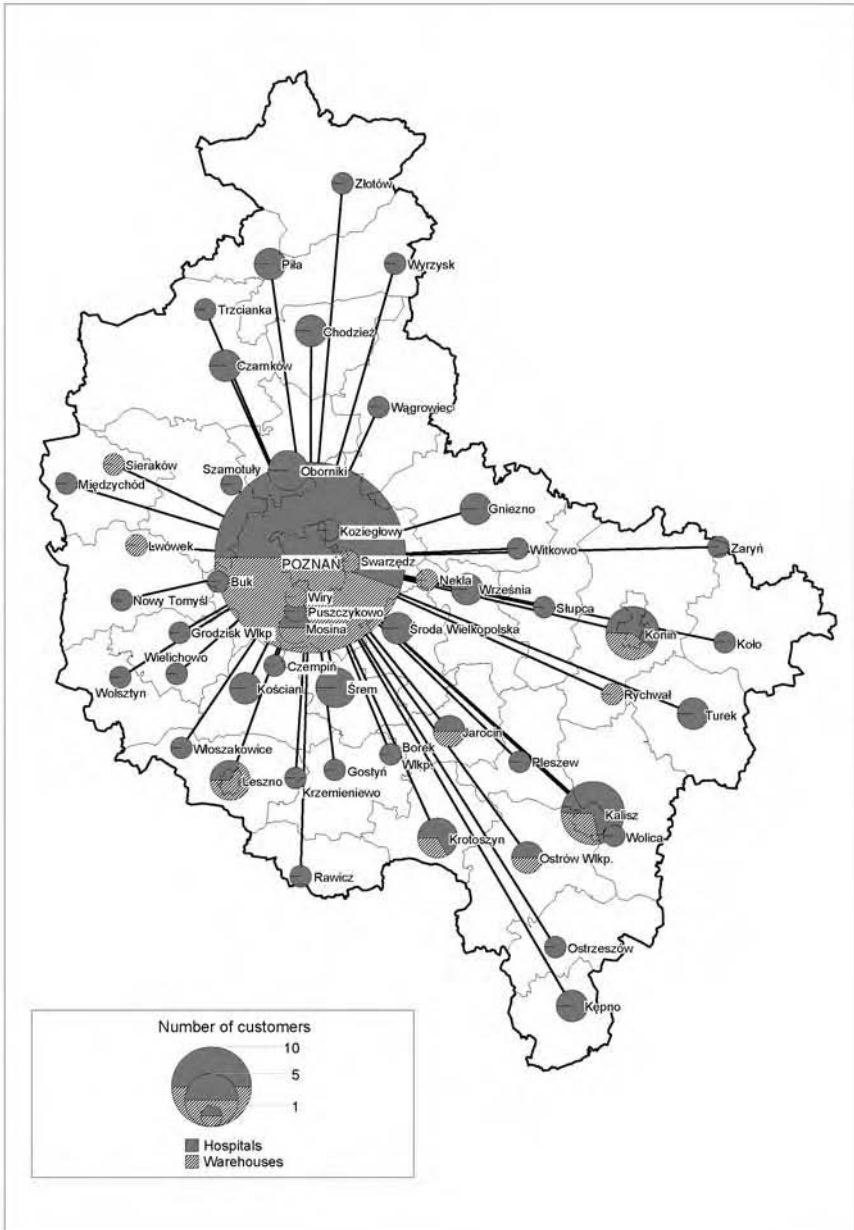 Złotów
Piła
Wyrzysk
Trzcianka
Chodzież
Czarnków
Wągrowiec
Sieraków
Szamotuły
Oborniki
Międzychód
Gniezno
Koziegłowy
Lwówek
Witkowo
Zaryń
POZNAŃ
Swarzędz
Buk
Nekla
Września
Nowy Tomyśl
Wiry
Słupca
Puszczykowo
Grodzisk Wlkp
Mosina
Środa Wielkopolska
Konin
Koło
Wielichowo
Czempiń
Wolsztyn
Kościan
Śrem
Rychwał
Turek
Jarocin
Włoszakowice
Borek
Wlkp.
Pleszew
Leszno
Gostyń
Krzemieniewo
Kalisz
Wolica
Krotoszyn
Ostrów Wlkp.
Rawicz
Ostrzeszów
Kępno
Number of customers
10
5
1
Hospitals
Warehouses